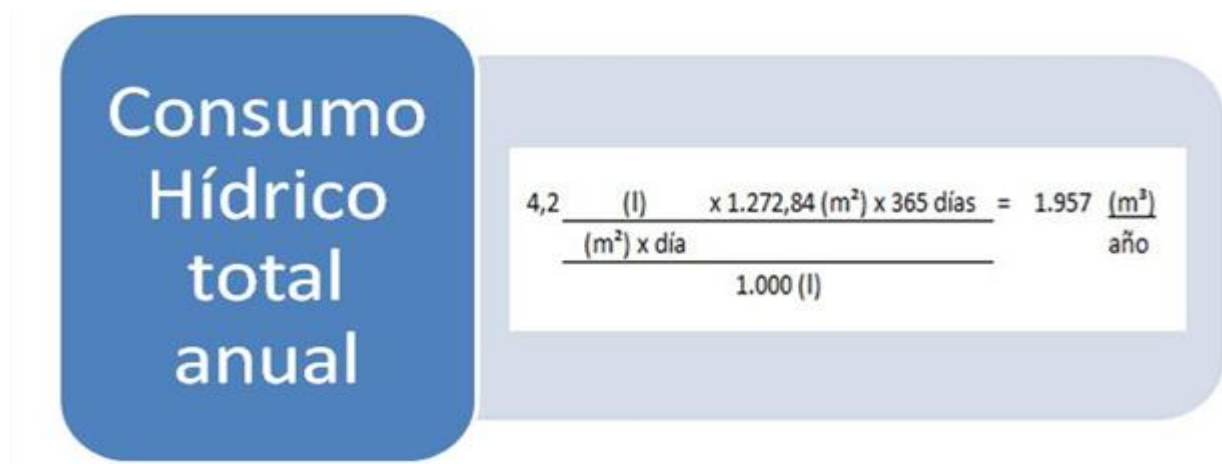 Consumo
Hídrico
total
anual
4,2 (l) x 1.272,84 (m²) x 365 días = 1.957 (m³)
(m²) x día año
1.000 (l)